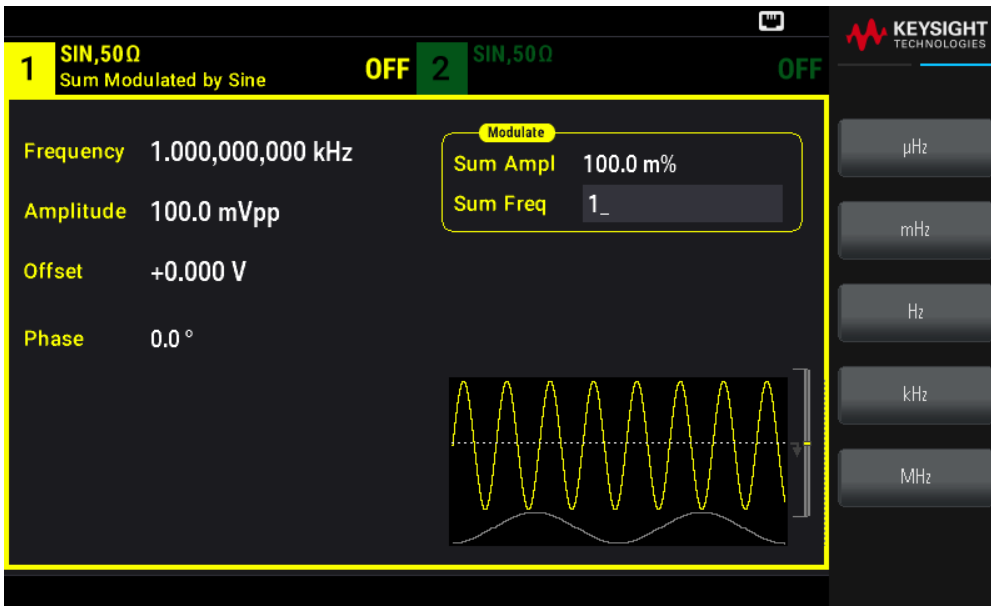 KEYSIGHT
TECHNOLOGIES
1 SIN,50Ω
Sum Modulated by Sine OFF
2 SIN,50Ω OFF
Frequency 1.000,000,000 kHz
Amplitude 100.0 mVpp
Offset +0.000 V
Phase 0.0 °
Modulate
Sum Ampl 100.0 m%
Sum Freq 1_
µHz
mHz
Hz
kHz
MHz